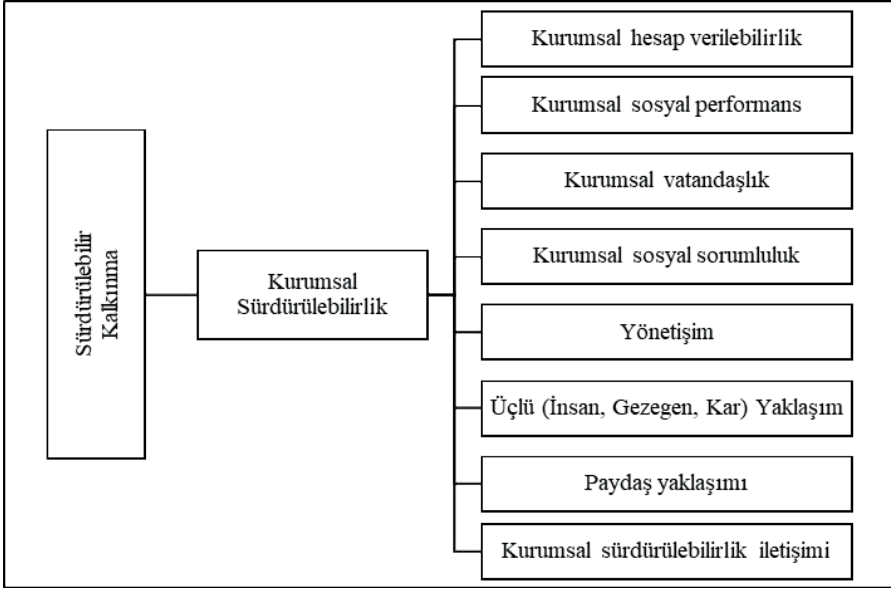 Sürdürülebilir
Kalkınma
Kurumsal
Sürdürülebilirlik
Kurumsal hesap verilebilirlik
Kurumsal sosyal performans
Kurumsal vatandaşlık
Kurumsal sosyal sorumluluk
Yönetişim
Üçlü (İnsan, Gezegen, Kar) Yaklaşım
Paydaş yaklaşımı
Kurumsal sürdürülebilirlik iletişimi